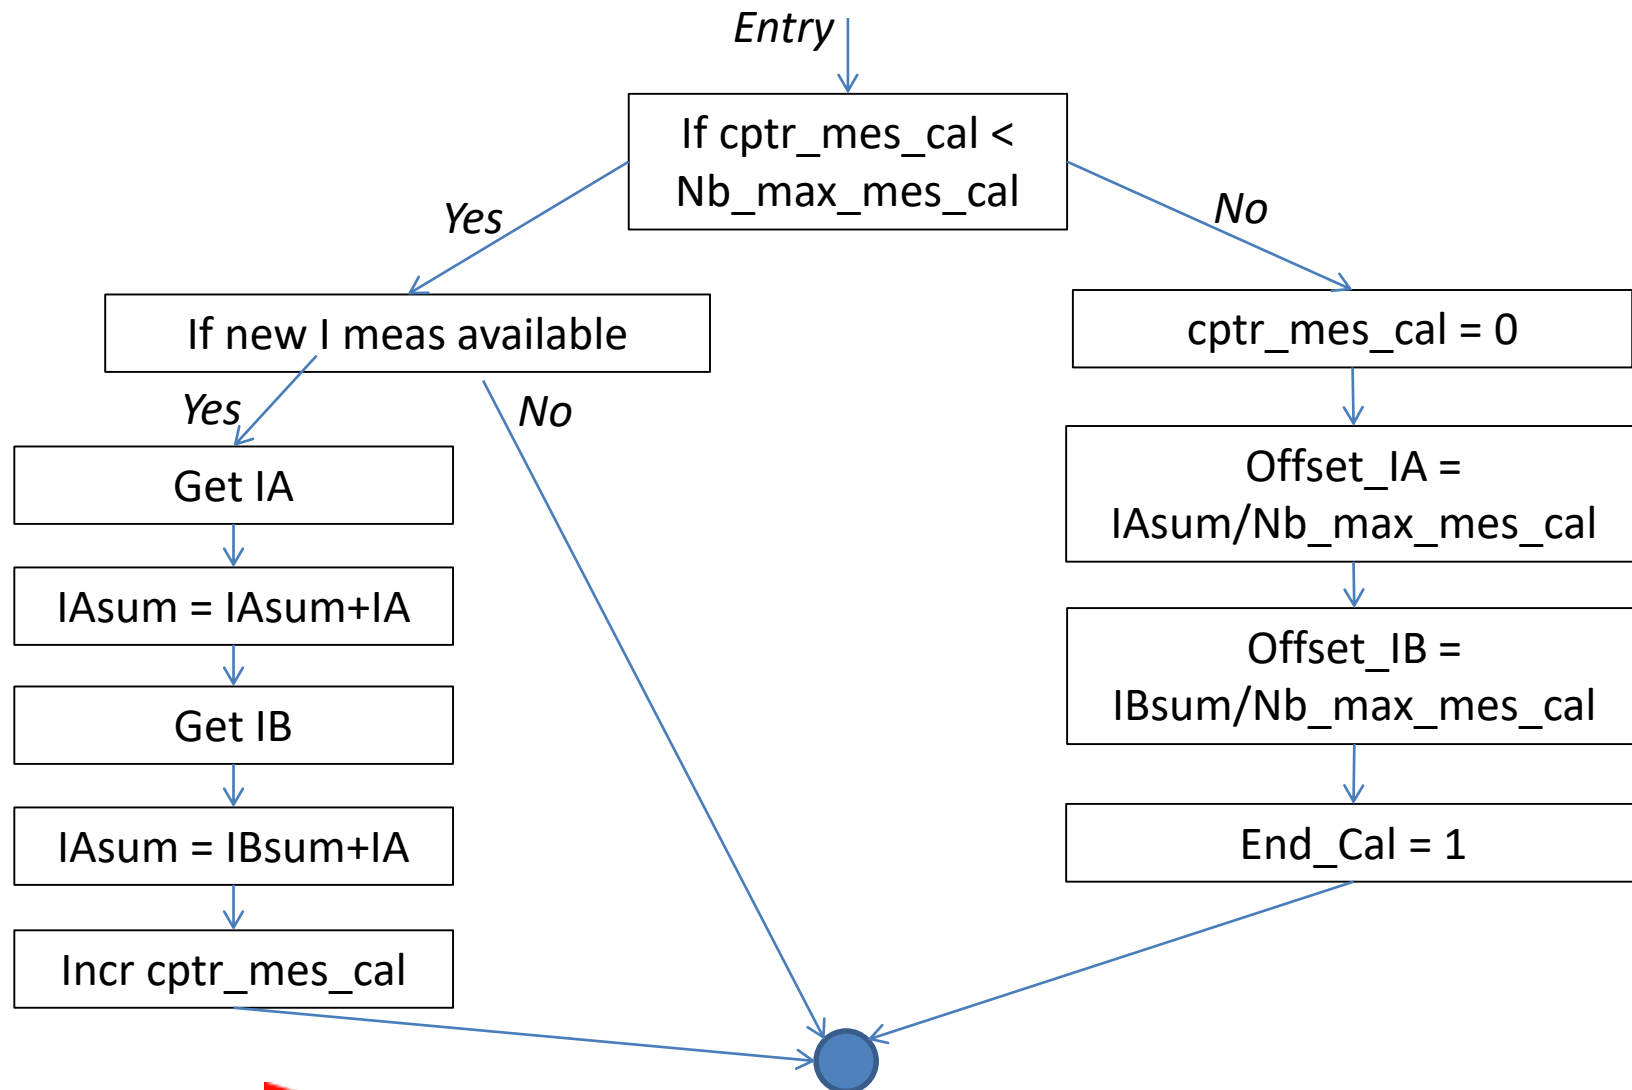 Entry
If cptr_mes_cal <
Nb_max_mes_cal
Yes
No
If new I meas available
cptr_mes_cal = 0
Yes
No
Get IA
Offset_IA =
IAsum/Nb_max_mes_cal
IAsum = IAsum+IA
Get IB
Offset_IB =
IBsum/Nb_max_mes_cal
IAsum = IBsum+IA
End_Cal = 1
Incr cptr_mes_cal